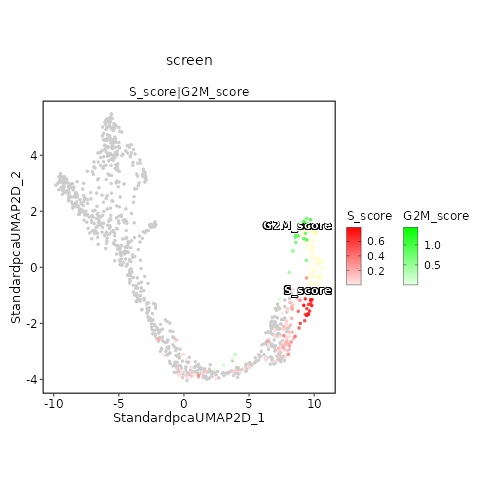 screen
S_score|G2M_score
StandardpcaUMAP2D_2
4
2
0
-2
-4
-10
-5
0
5
10
StandardpcaUMAP2D_1
G2M_score
S_score
S_score
0.6
0.4
0.2
G2M_score
1.0
0.5